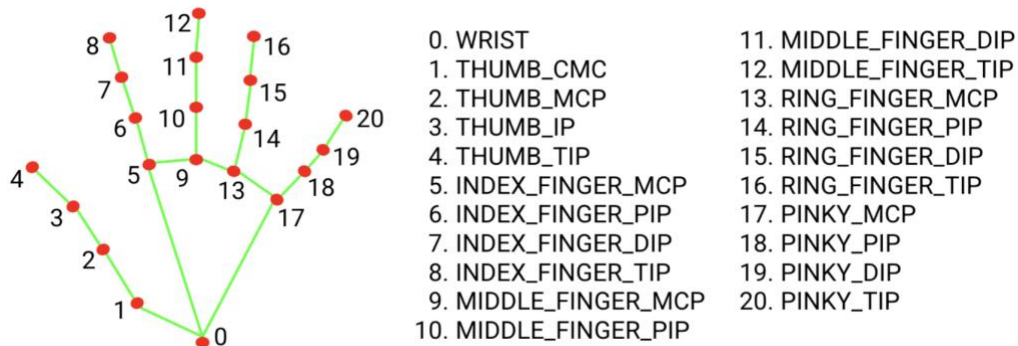 12
8
16
11
7
15
10
6
14
20
4
5
9
13
19
18
3
17
2
1
0
0. WRIST
1. THUMB_CMC
2. THUMB_MCP
3. THUMB_IP
4. THUMB_TIP
5. INDEX_FINGER_MCP
6. INDEX_FINGER_PIP
7. INDEX_FINGER_DIP
8. INDEX_FINGER_TIP
9. MIDDLE_FINGER_MCP
10. MIDDLE_FINGER_PIP
11. MIDDLE_FINGER_DIP
12. MIDDLE_FINGER_TIP
13. RING_FINGER_MCP
14. RING_FINGER_PIP
15. RING_FINGER_DIP
16. RING_FINGER_TIP
17. PINKY_MCP
18. PINKY_PIP
19. PINKY_DIP
20. PINKY_TIP